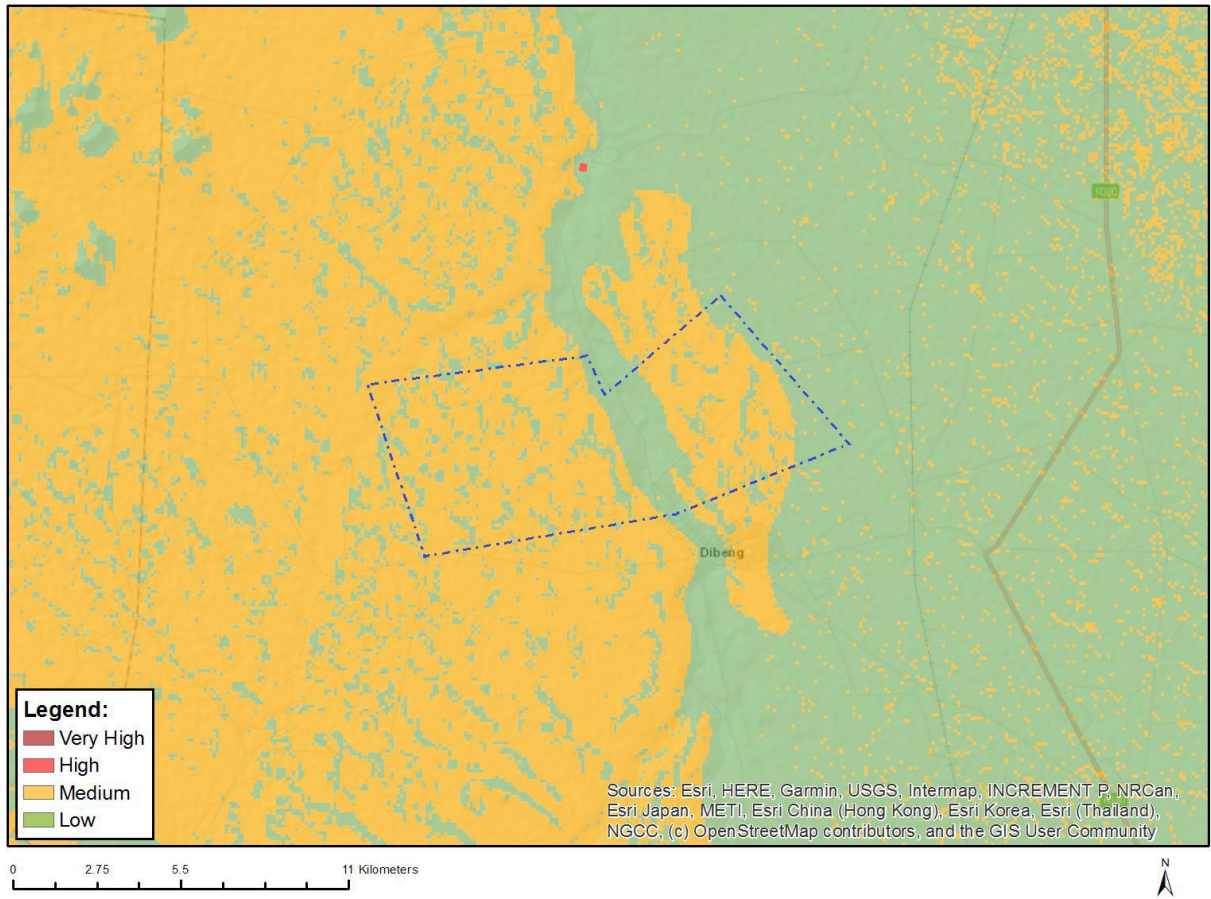 R380
Dibeng
Legend:
Very High
High
Medium
Low
Sources: Esri, HERE, Garmin, USGS, Intermap, INCREMENT P, NRCan,
Esri Japan, METI, Esri China (Hong Kong), Esri Korea, Esri (Thailand),
NGCC, (c) OpenStreetMap contributors, and the GIS User Community
0 2.75 5.5 11 Kilometers
N